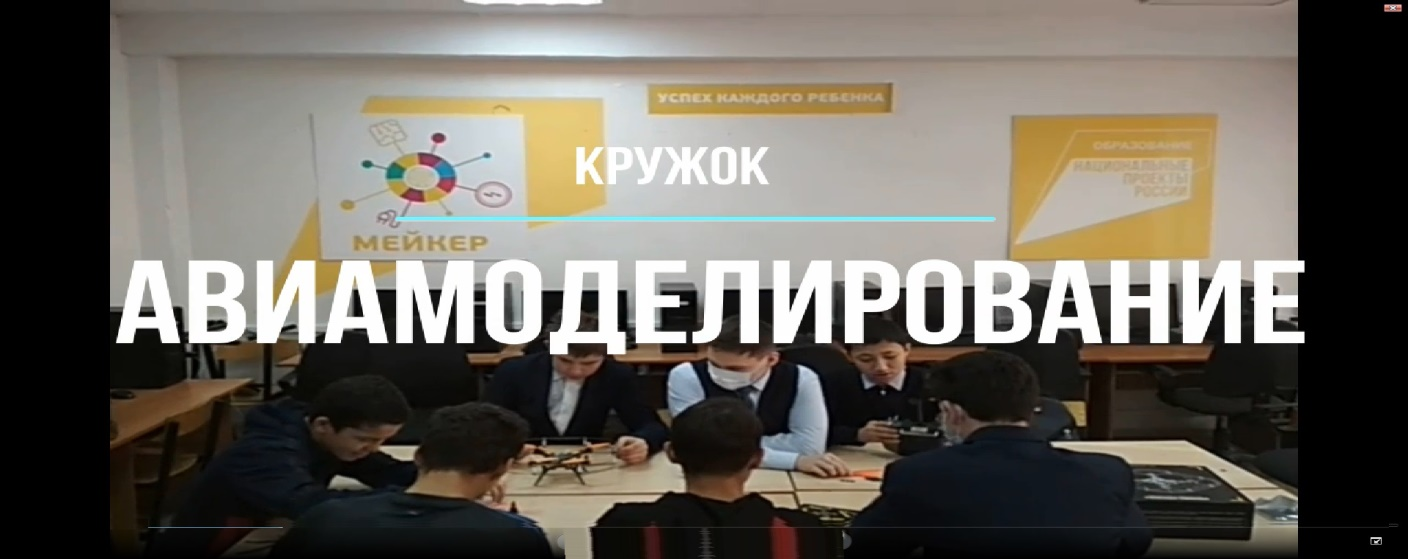 УСПЕХ КАЖДОГО РЕБЕНКА
КРУЖОК
ОБРАЗОВАНИЕ
НАЦИОНАЛЬНЫЕ
ПРОЕКТЫ
РОССИИ
МЕЙКЕР
АВИАМОДЕЛИРОВАНИЕ